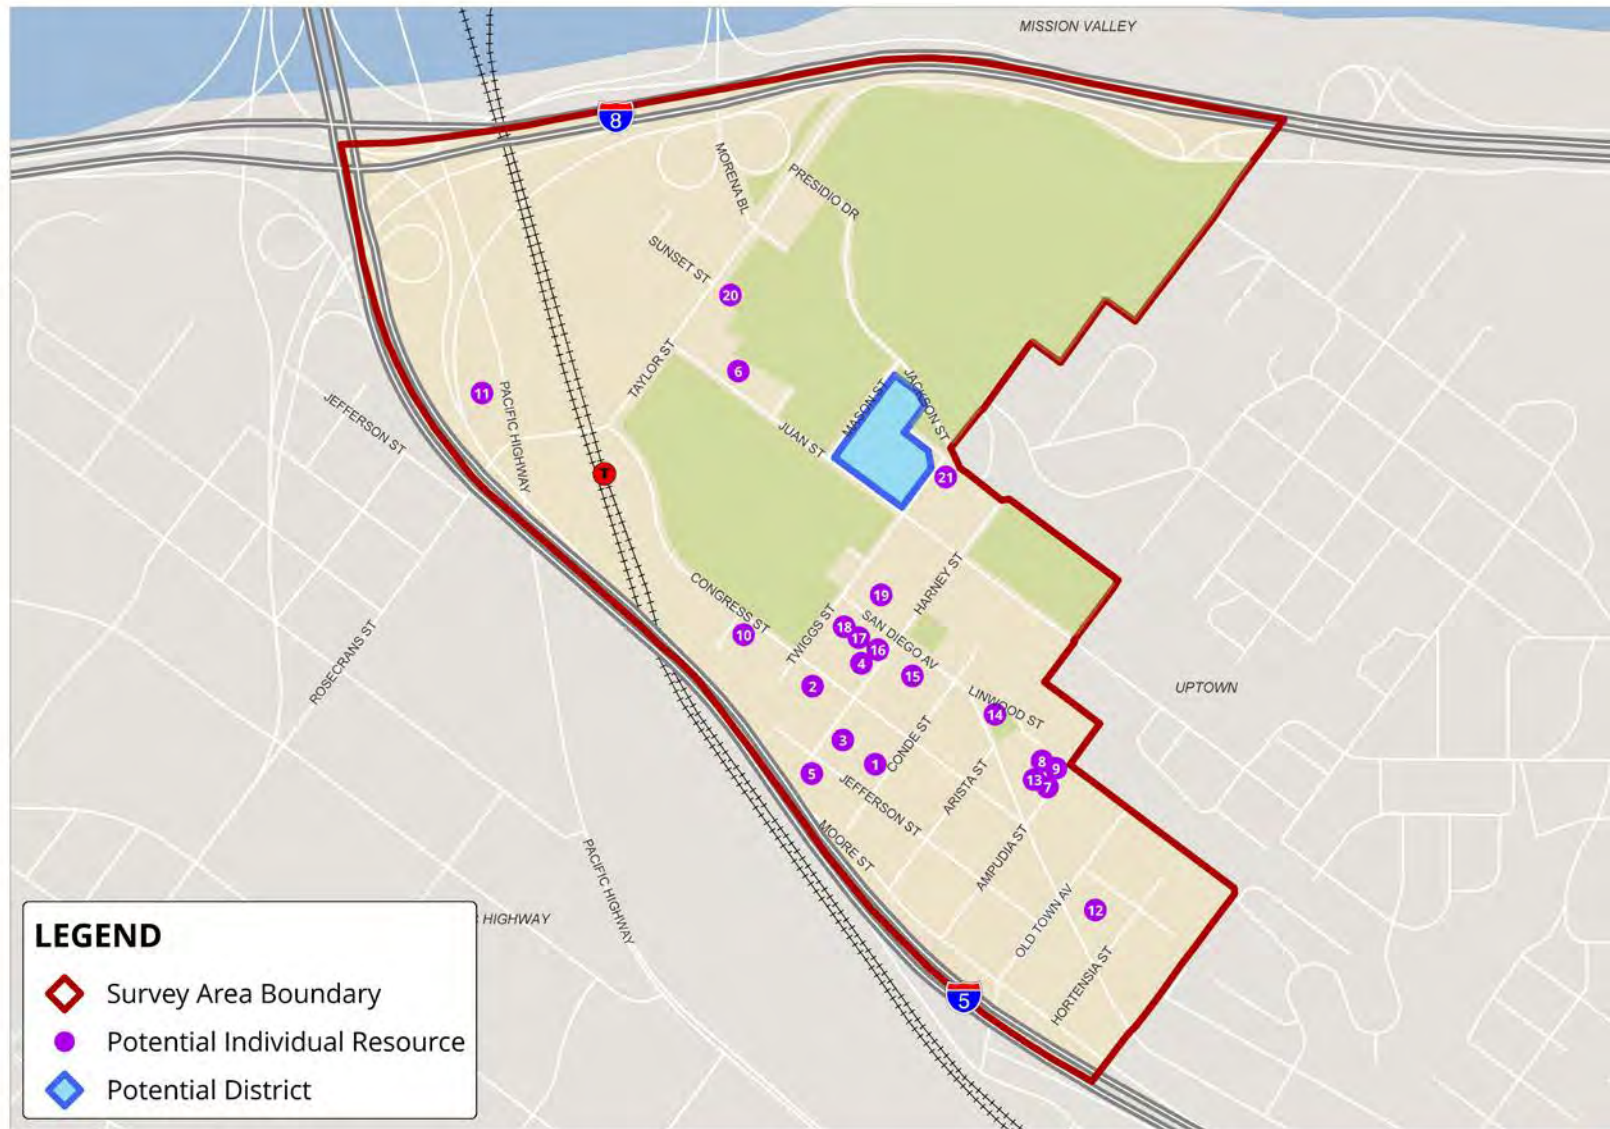 MISSION VALLEY
8
MORENA BL
PRESIDIO DR
SUNSET ST
20
TAYLOR ST
6
11
PACIFIC HIGHWAY
JEFFERSON ST
MASON ST
JACKSON ST
JUAN ST
T
21
HARNEY ST
CONGRESS ST
19
10
TWIGGS ST
18
SAN DIEGO AV
17
16
4
15
2
ROSECRANS ST
UPTOWN
LINWOOD ST
14
3
CONDE ST
1
5
8
9
13
7
JEFFERSON ST
ARISTA ST
MOORE ST
AMPUDIA ST
PACIFIC HIGHWAY
OLD TOWN AV
12
HORTENSIA ST
5
HIGHWAY
LEGEND
Survey Area Boundary
Potential Individual Resource
Potential District